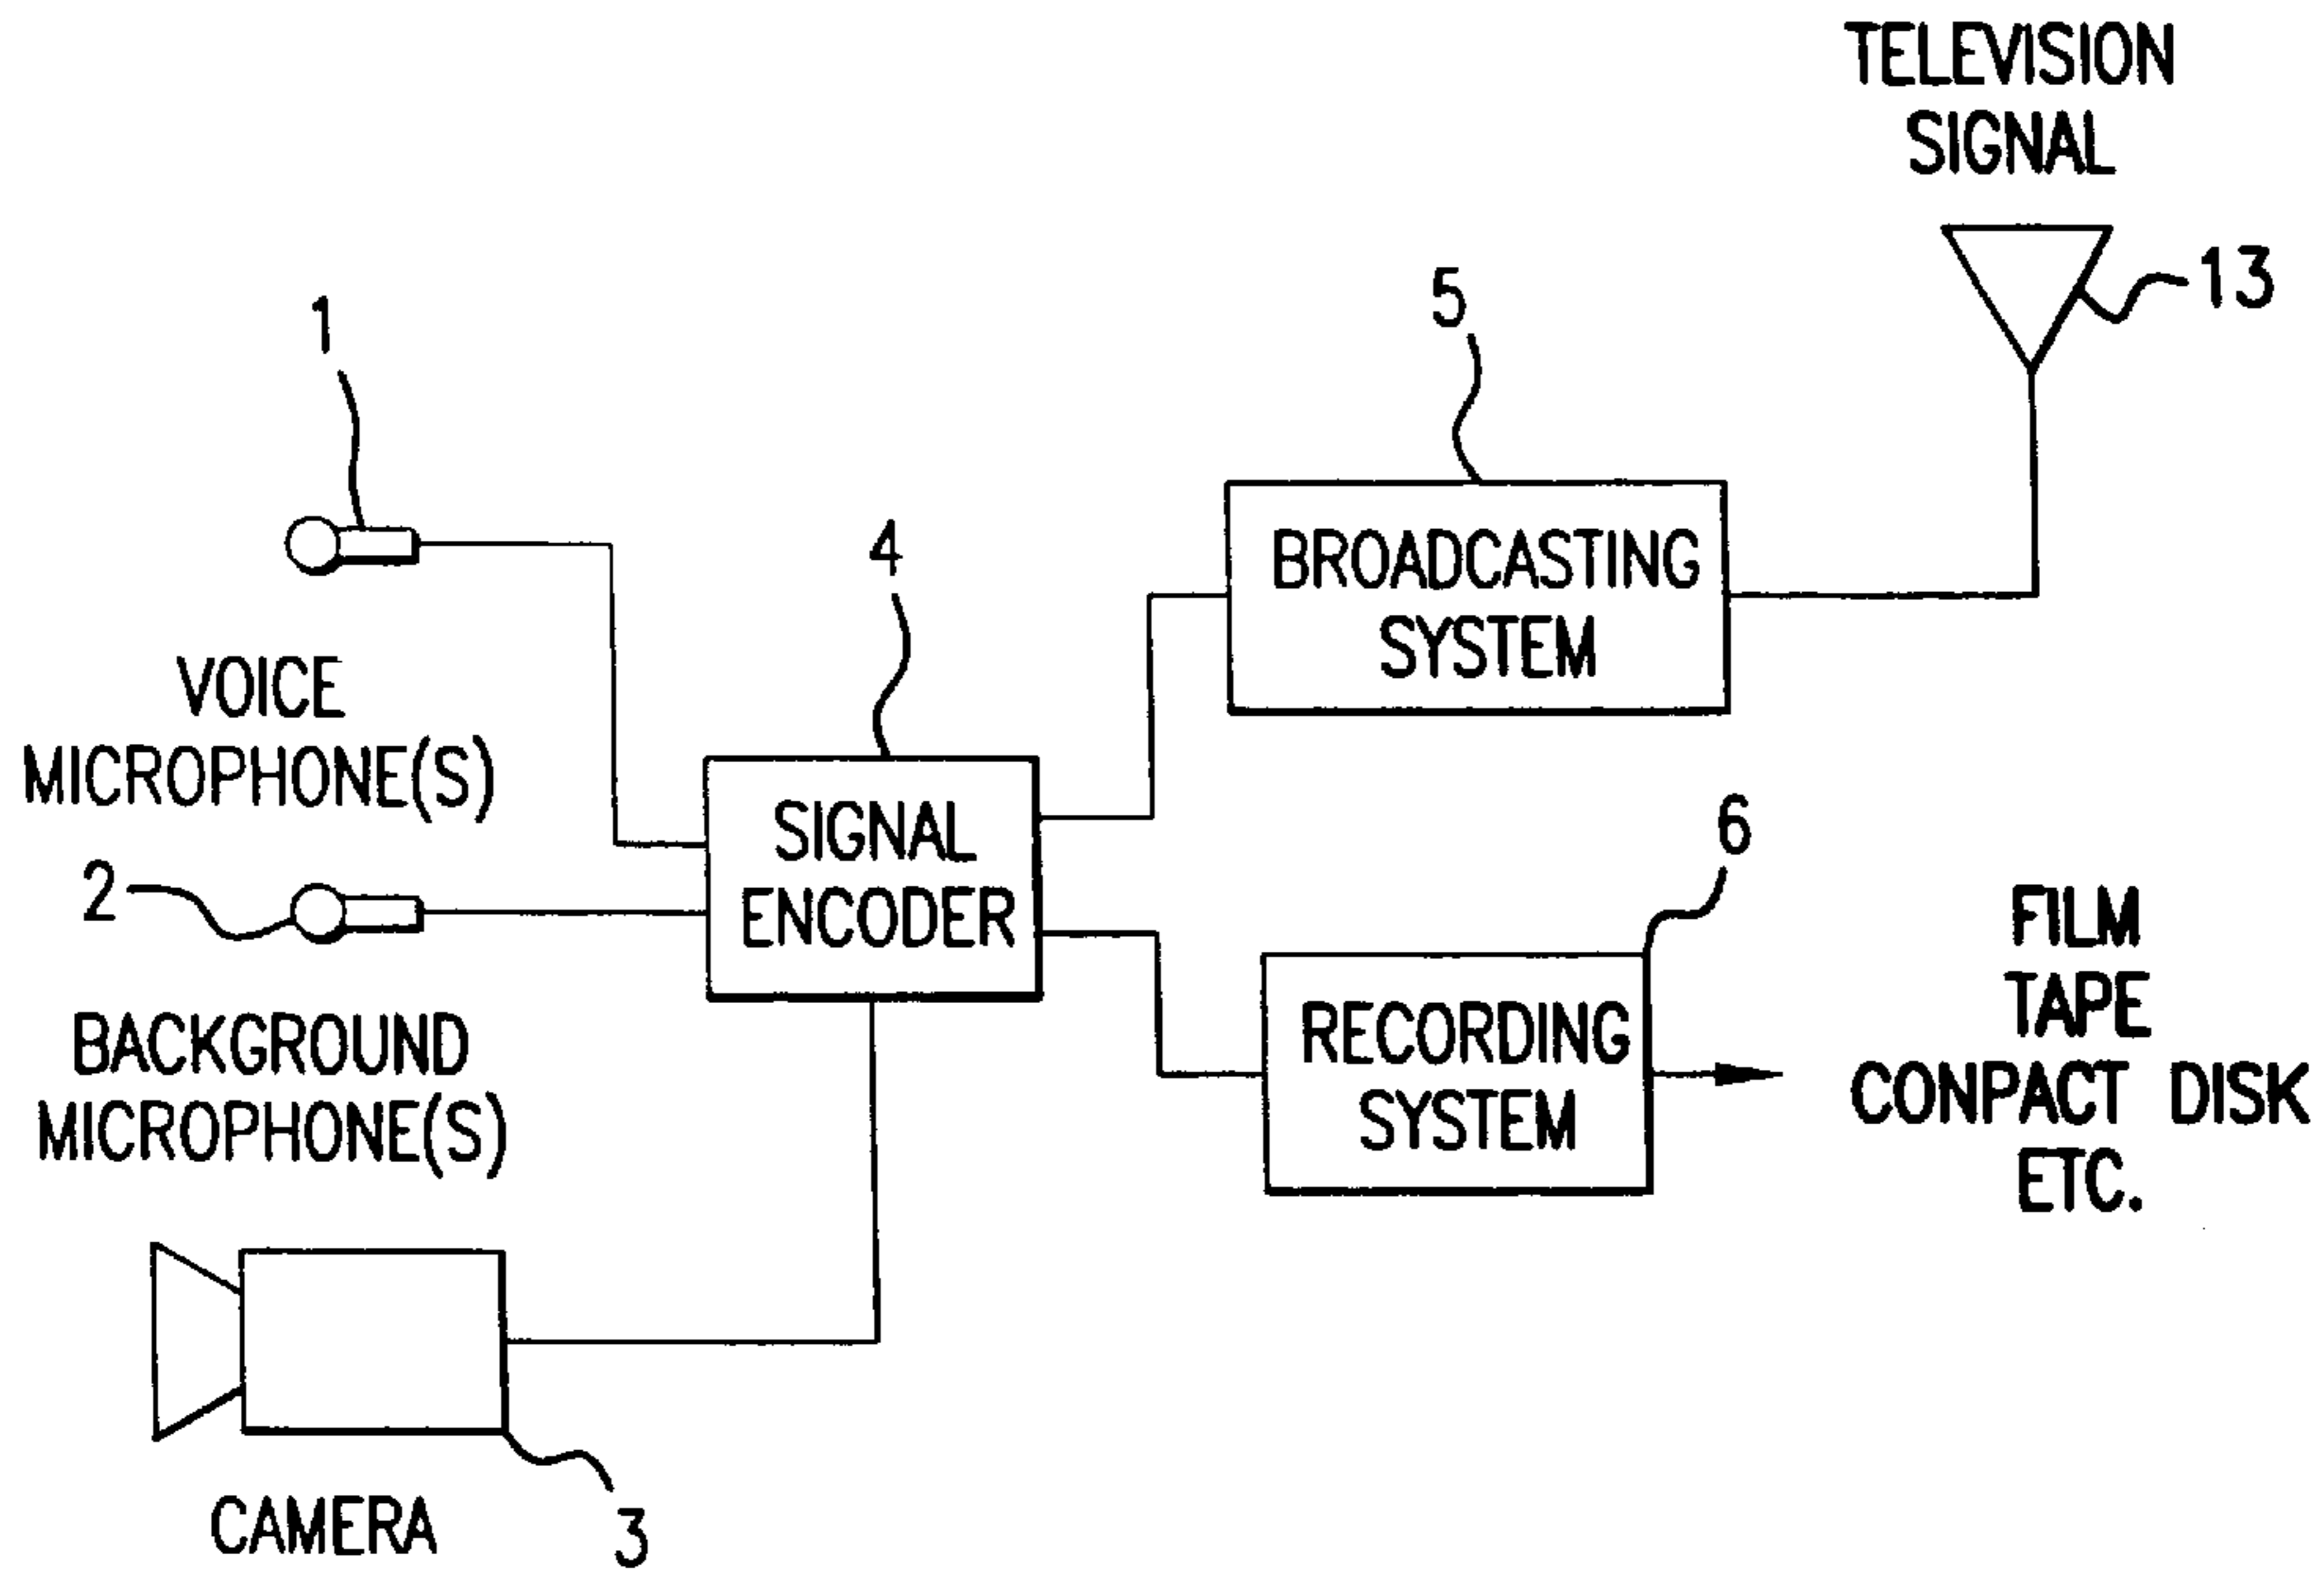 TELEVISION
SIGNAL
13
5
1
BROADCASTING
SYSTEM
4
VOICE
MICROPHONE(S)
SIGNAL
ENCODER
6
2
FILM
TAPE
CONPACT DISK
ETC.
RECORDING
SYSTEM
BACKGROUND
MICROPHONE(S)
CAMERA
3